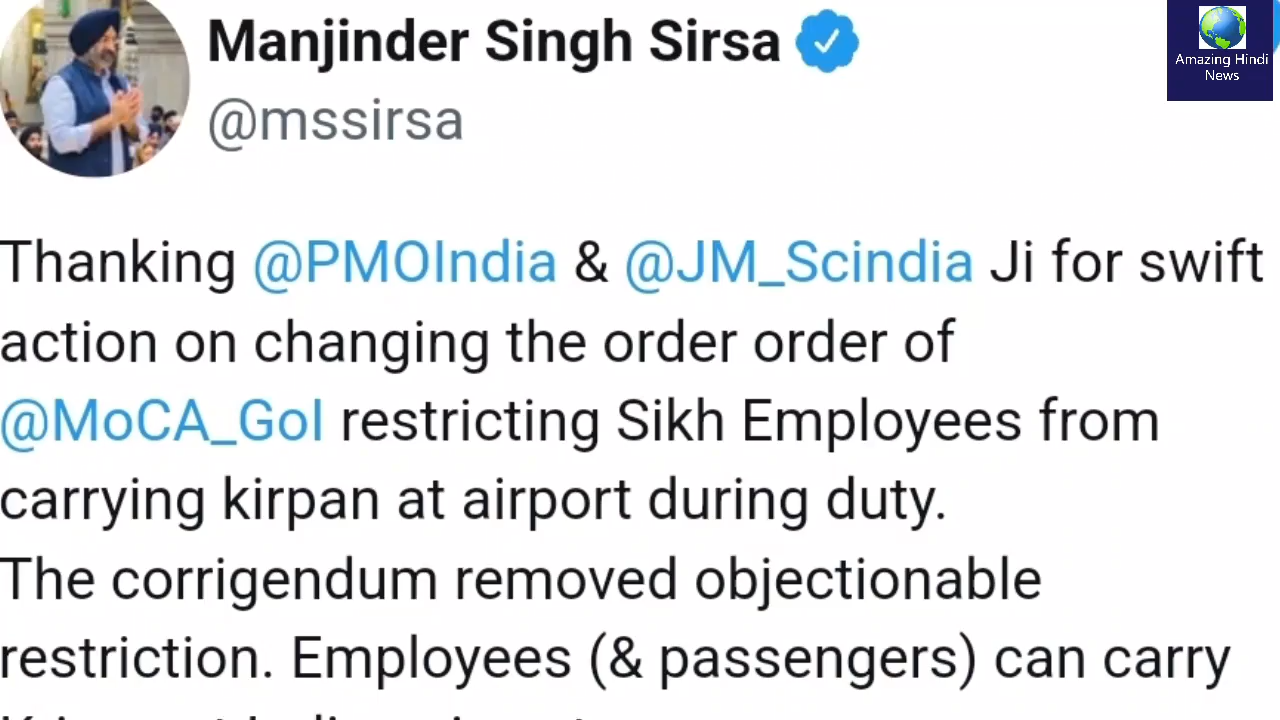 Manjinder Singh Sirsa
@mssirsa
Amazing Hindi
News
Thanking @PMOIndia & @JM_Scindia Ji for swift
action on changing the order order of
@MoCA_GoI restricting Sikh Employees from
carrying kirpan at airport during duty.
The corrigendum removed objectionable
restriction. Employees (& passengers) can carry